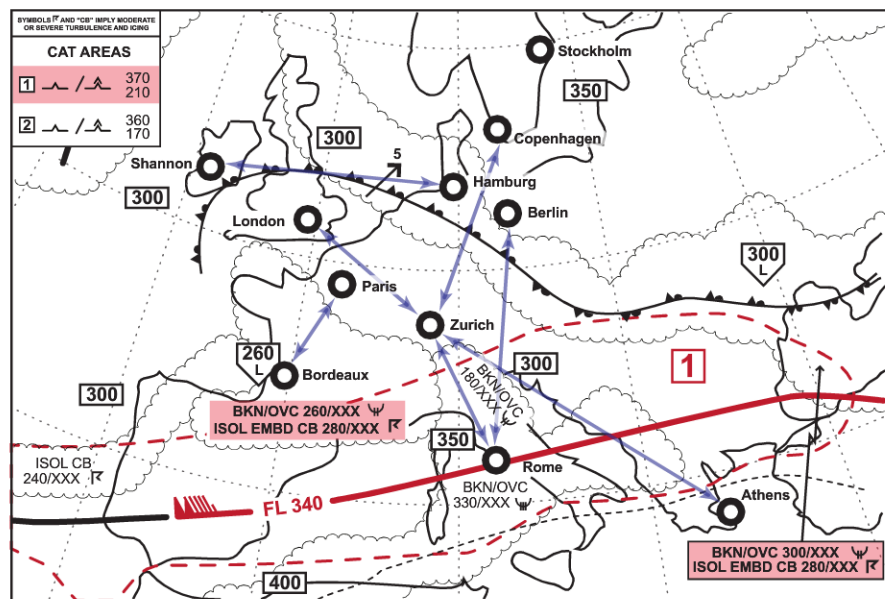 SYMBOLS AND "CB" IMPLY MODERATE
OR SEVERE TURBULENCE AND ICING
CAT AREAS
1 / 370
210
2 / 360
170
Stockholm
350
Copenhagen
300
5
Shannon
300
Hamburg
London
Berlin
300
L
Paris
Zurich
260
L
Bordeaux
300
BKN/OVC
180/XXX
300
1
BKN/OVC 260/XXX
ISOL EMBD CB 280/XXX
350
ISOL CB
240/XXX
Rome
BKN/OVC
330/XXX
FL 340
Athens
BKN/OVC 300/XXX
ISOL EMBD CB 280/XXX
400